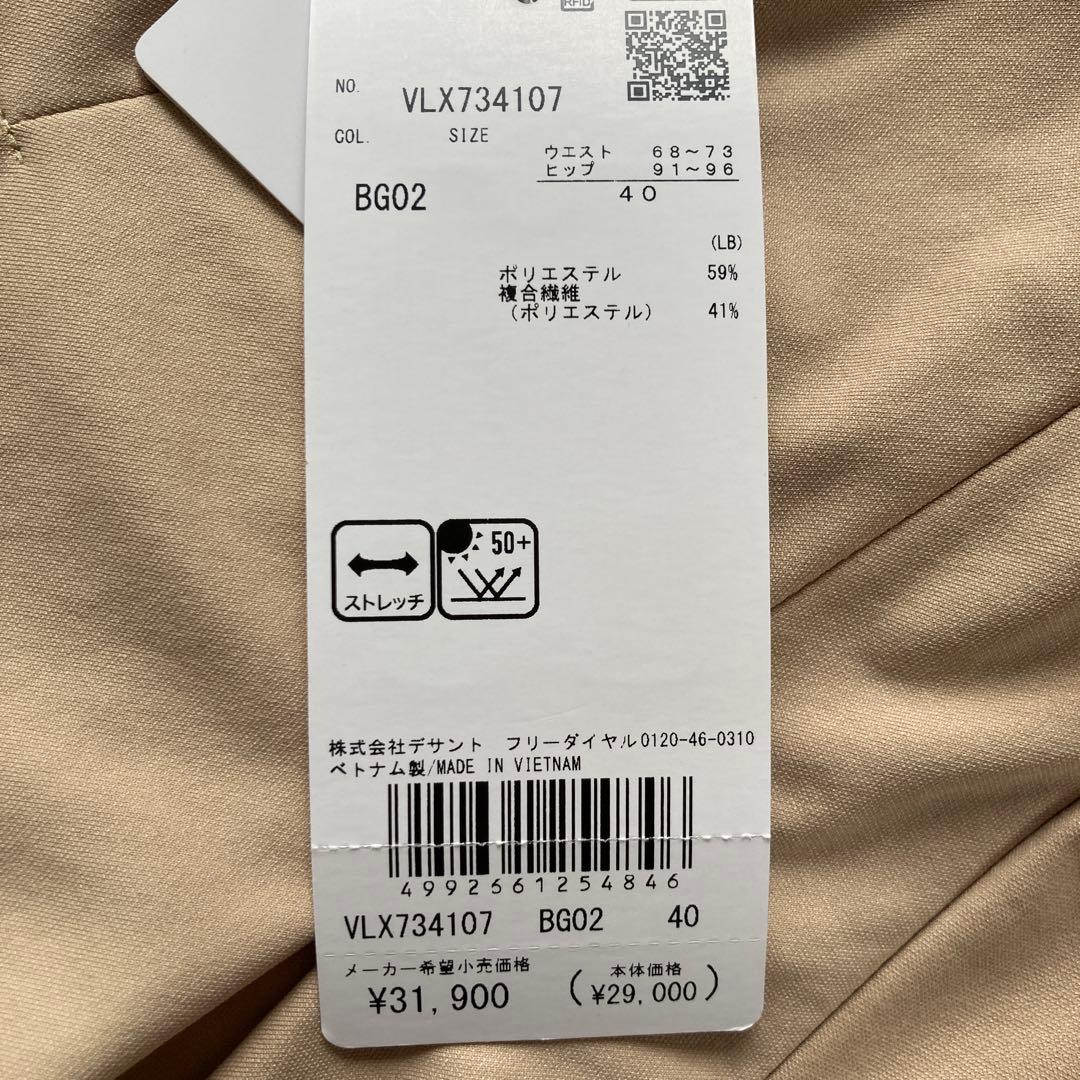 RFID
NO. VLX734107
COL. SIZE
ウエスト 68～73
ヒップ 91～96
BG02 40
(LB)
ポリエステル 59%
複合繊維
(ポリエステル) 41%
ストレッチ
50+
株式会社デサント フリーダイヤル0120-46-0310
ベトナム製/MADE IN VIETNAM
4992661254846
VLX734107 BG02 40
メーカー希望小売価格 本体価格
¥31,900 (¥29,000)